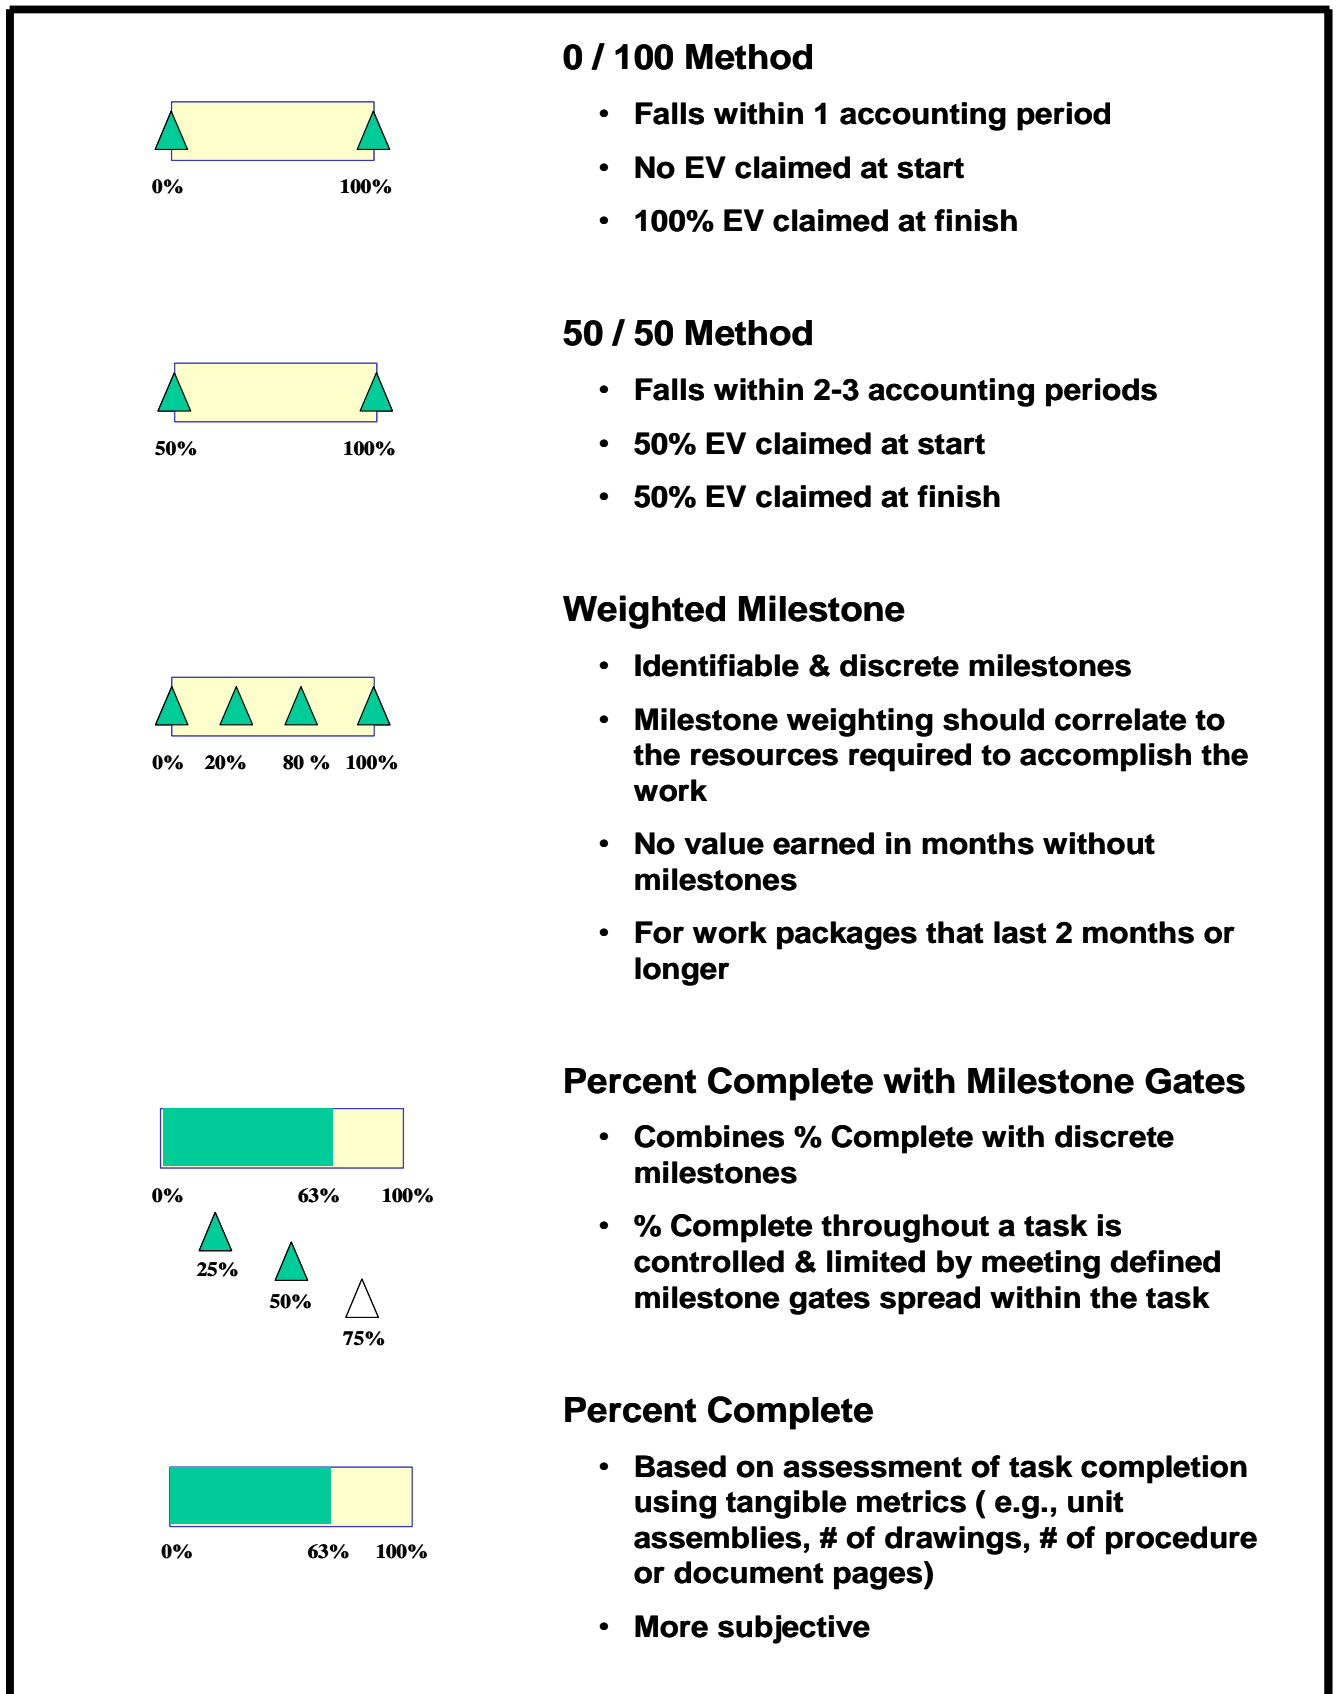 0 / 100 Method
• Falls within 1 accounting period
• No EV claimed at start
• 100% EV claimed at finish
0% 100%
50 / 50 Method
• Falls within 2-3 accounting periods
• 50% EV claimed at start
• 50% EV claimed at finish
50% 100%
Weighted Milestone
• Identifiable & discrete milestones
• Milestone weighting should correlate to
the resources required to accomplish the
work
• No value earned in months without
milestones
• For work packages that last 2 months or
longer
0% 20% 80 % 100%
Percent Complete with Milestone Gates
• Combines % Complete with discrete
milestones
• % Complete throughout a task is
controlled & limited by meeting defined
milestone gates spread within the task
0% 63% 100%
25%
50%
75%
Percent Complete
• Based on assessment of task completion
using tangible metrics ( e.g., unit
assemblies, # of drawings, # of procedure
or document pages)
• More subjective
0% 63% 100%